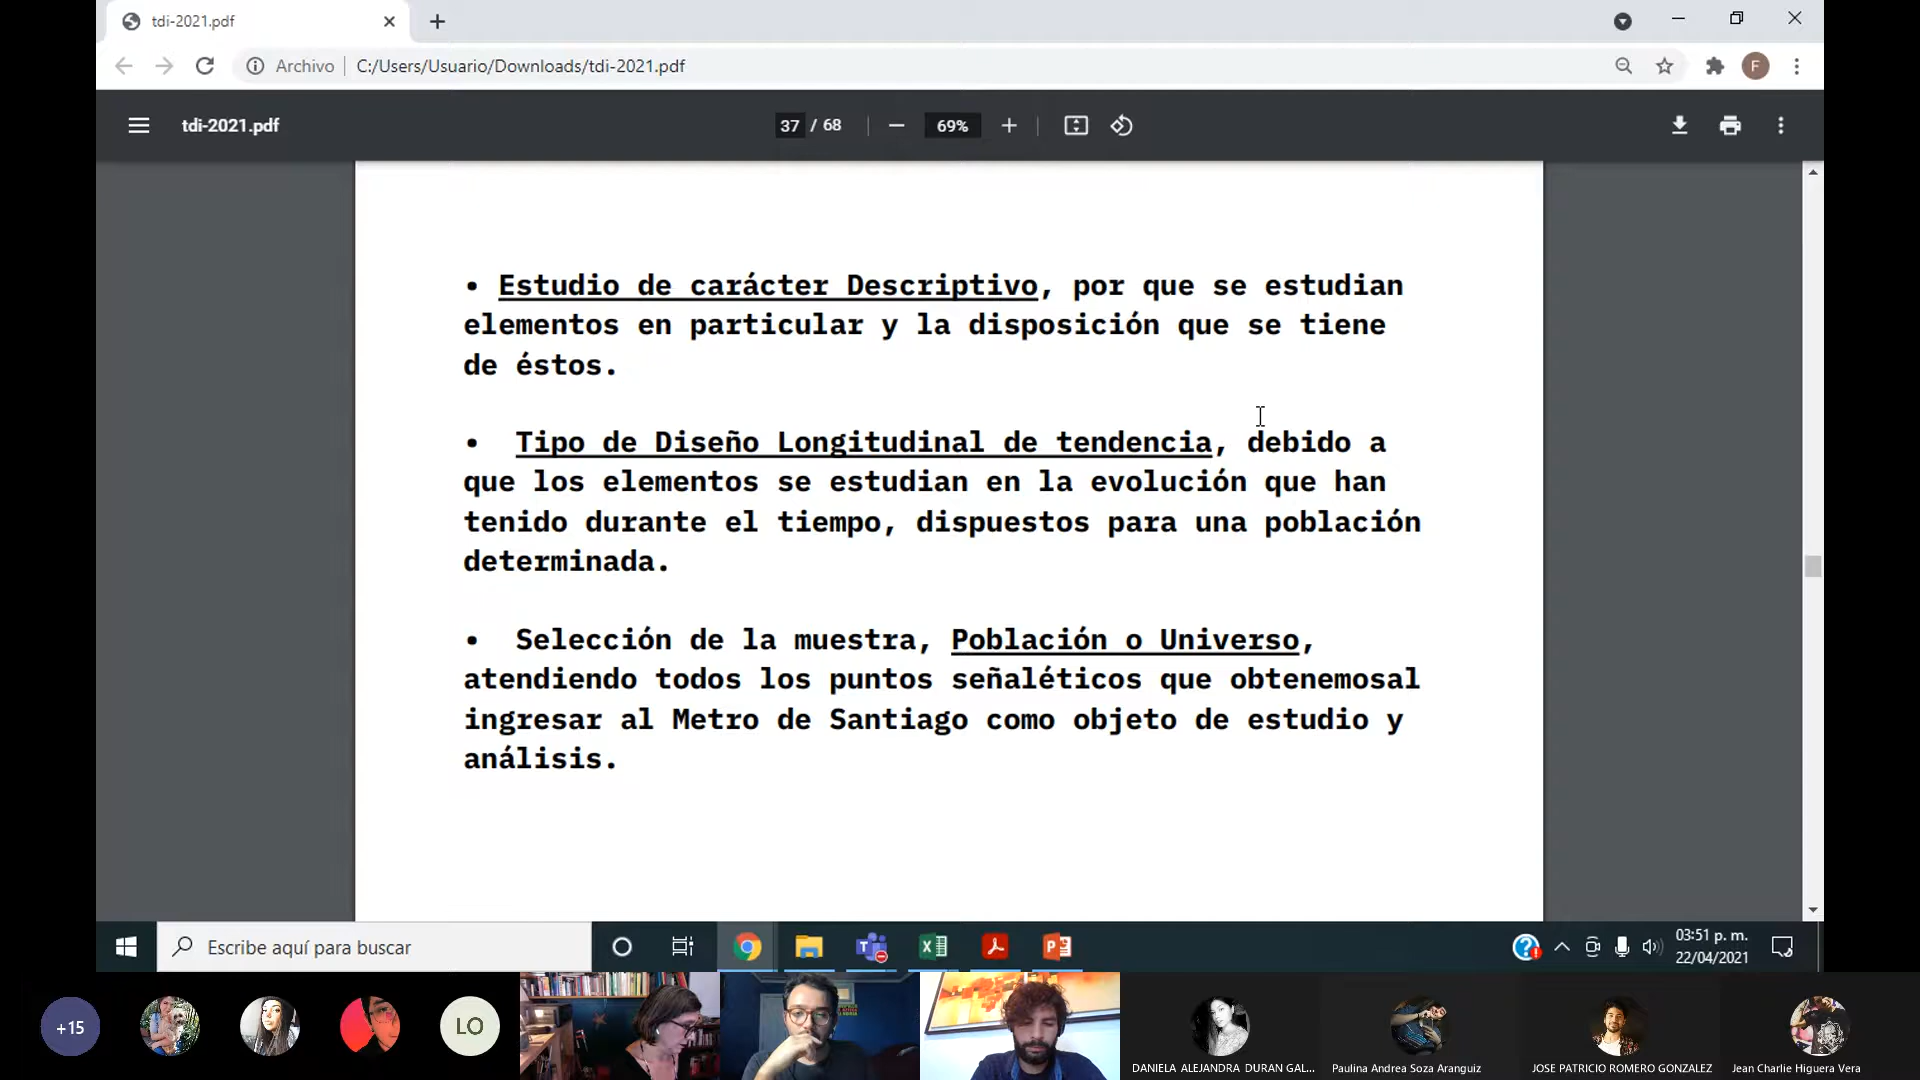 tdi-2021.pdf
Archivo
C:/Users/Usuario/Downloads/tdi-2021.pdf
F
tdi-2021.pdf
37 / 68
69%
• Estudio de carácter Descriptivo, por que se estudian
elementos en particular y la disposición que se tiene
de éstos.
• Tipo de Diseño Longitudinal de tendencia, debido a
que los elementos se estudian en la evolución que han
tenido durante el tiempo, dispuestos para una población
determinada.
• Selección de la muestra, Población o Universo,
atendiendo todos los puntos señaléticos que obtenemosal
ingresar al Metro de Santiago como objeto de estudio y
análisis.
Escribe aquí para buscar
03:51 p. m.
22/04/2021
+15
LO
DANIELA ALEJANDRA DURAN GAL...
Paulina Andrea Soza Aranguiz
JOSE PATRICIO ROMERO GONZALEZ
Jean Charlie Higuera Vera